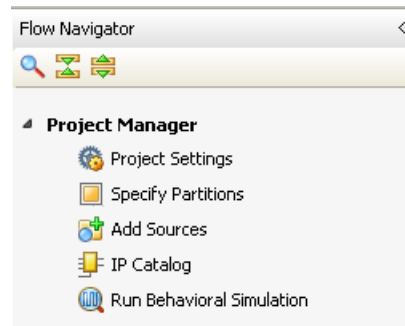 Flow Navigator
Project Manager
Project Settings
Specify Partitions
Add Sources
IP Catalog
Run Behavioral Simulation